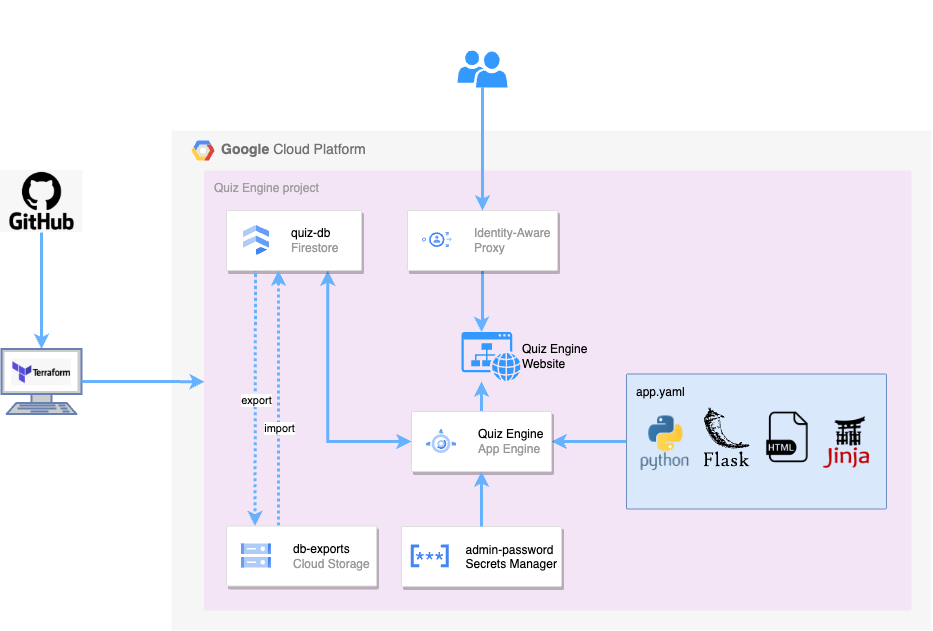 Google Cloud Platform
Quiz Engine project
GitHub
quiz-db
Firestore
Identity-Aware
Proxy
Terraform
Quiz Engine
Website
app.yaml
export
import
Quiz Engine
App Engine
python
Flask
HTML
Jinja
db-exports
Cloud Storage
[***]
admin-password
Secrets Manager